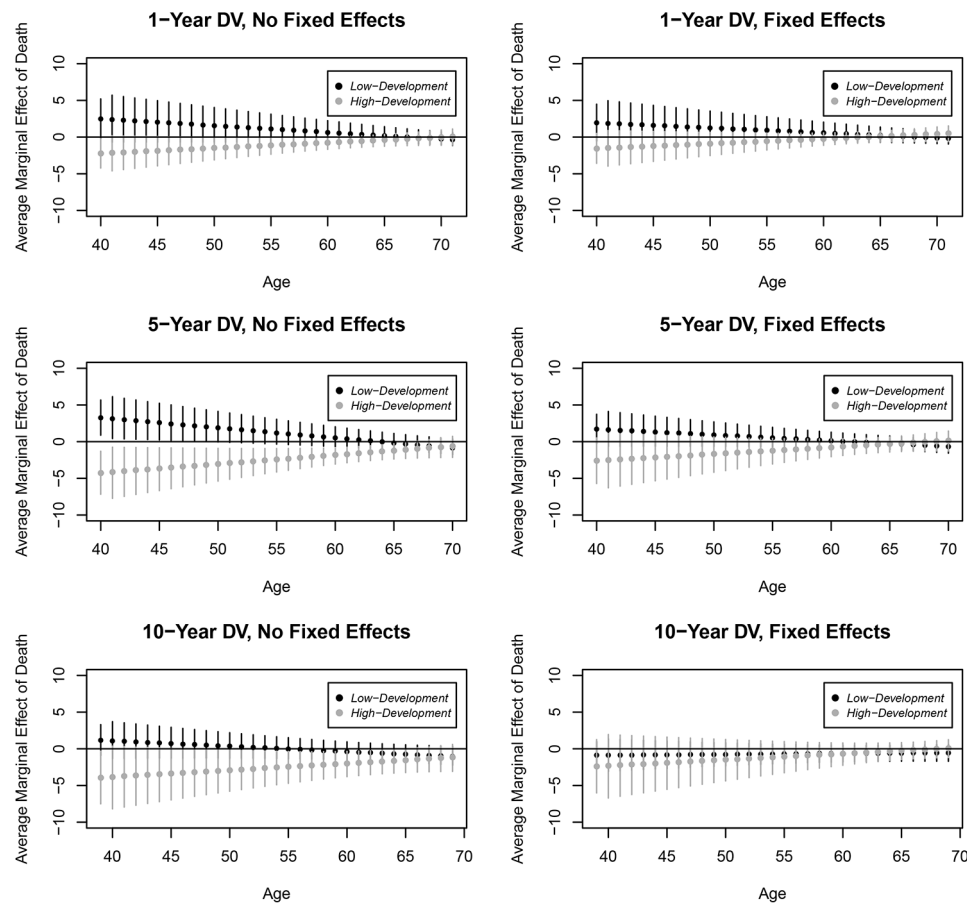 1−Year DV, No Fixed Effects
Average Marginal Effect of Death
10
5
0
−5
−10
Low−Development
High−Development
40 45 50 55 60 65 70
Age
1−Year DV, Fixed Effects
Average Marginal Effect of Death
10
5
0
−5
−10
Low−Development
High−Development
40 45 50 55 60 65 70
Age
5−Year DV, No Fixed Effects
Average Marginal Effect of Death
10
5
0
−5
−10
Low−Development
High−Development
40 45 50 55 60 65 70
Age
5−Year DV, Fixed Effects
Average Marginal Effect of Death
10
5
0
−5
−10
Low−Development
High−Development
40 45 50 55 60 65 70
Age
10−Year DV, No Fixed Effects
Average Marginal Effect of Death
10
5
0
−5
−10
Low−Development
High−Development
40 45 50 55 60 65 70
Age
10−Year DV, Fixed Effects
Average Marginal Effect of Death
10
5
0
−5
−10
Low−Development
High−Development
40 45 50 55 60 65 70
Age